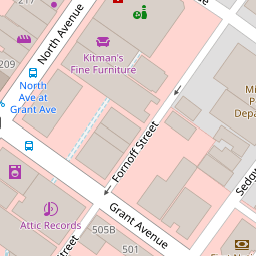 217
North Avenue
Kitman's
Fine Furniture
209
North
Ave at
Grant Ave
Fornoff Street
Grant Avenue
Attic Records
505B
501
Street